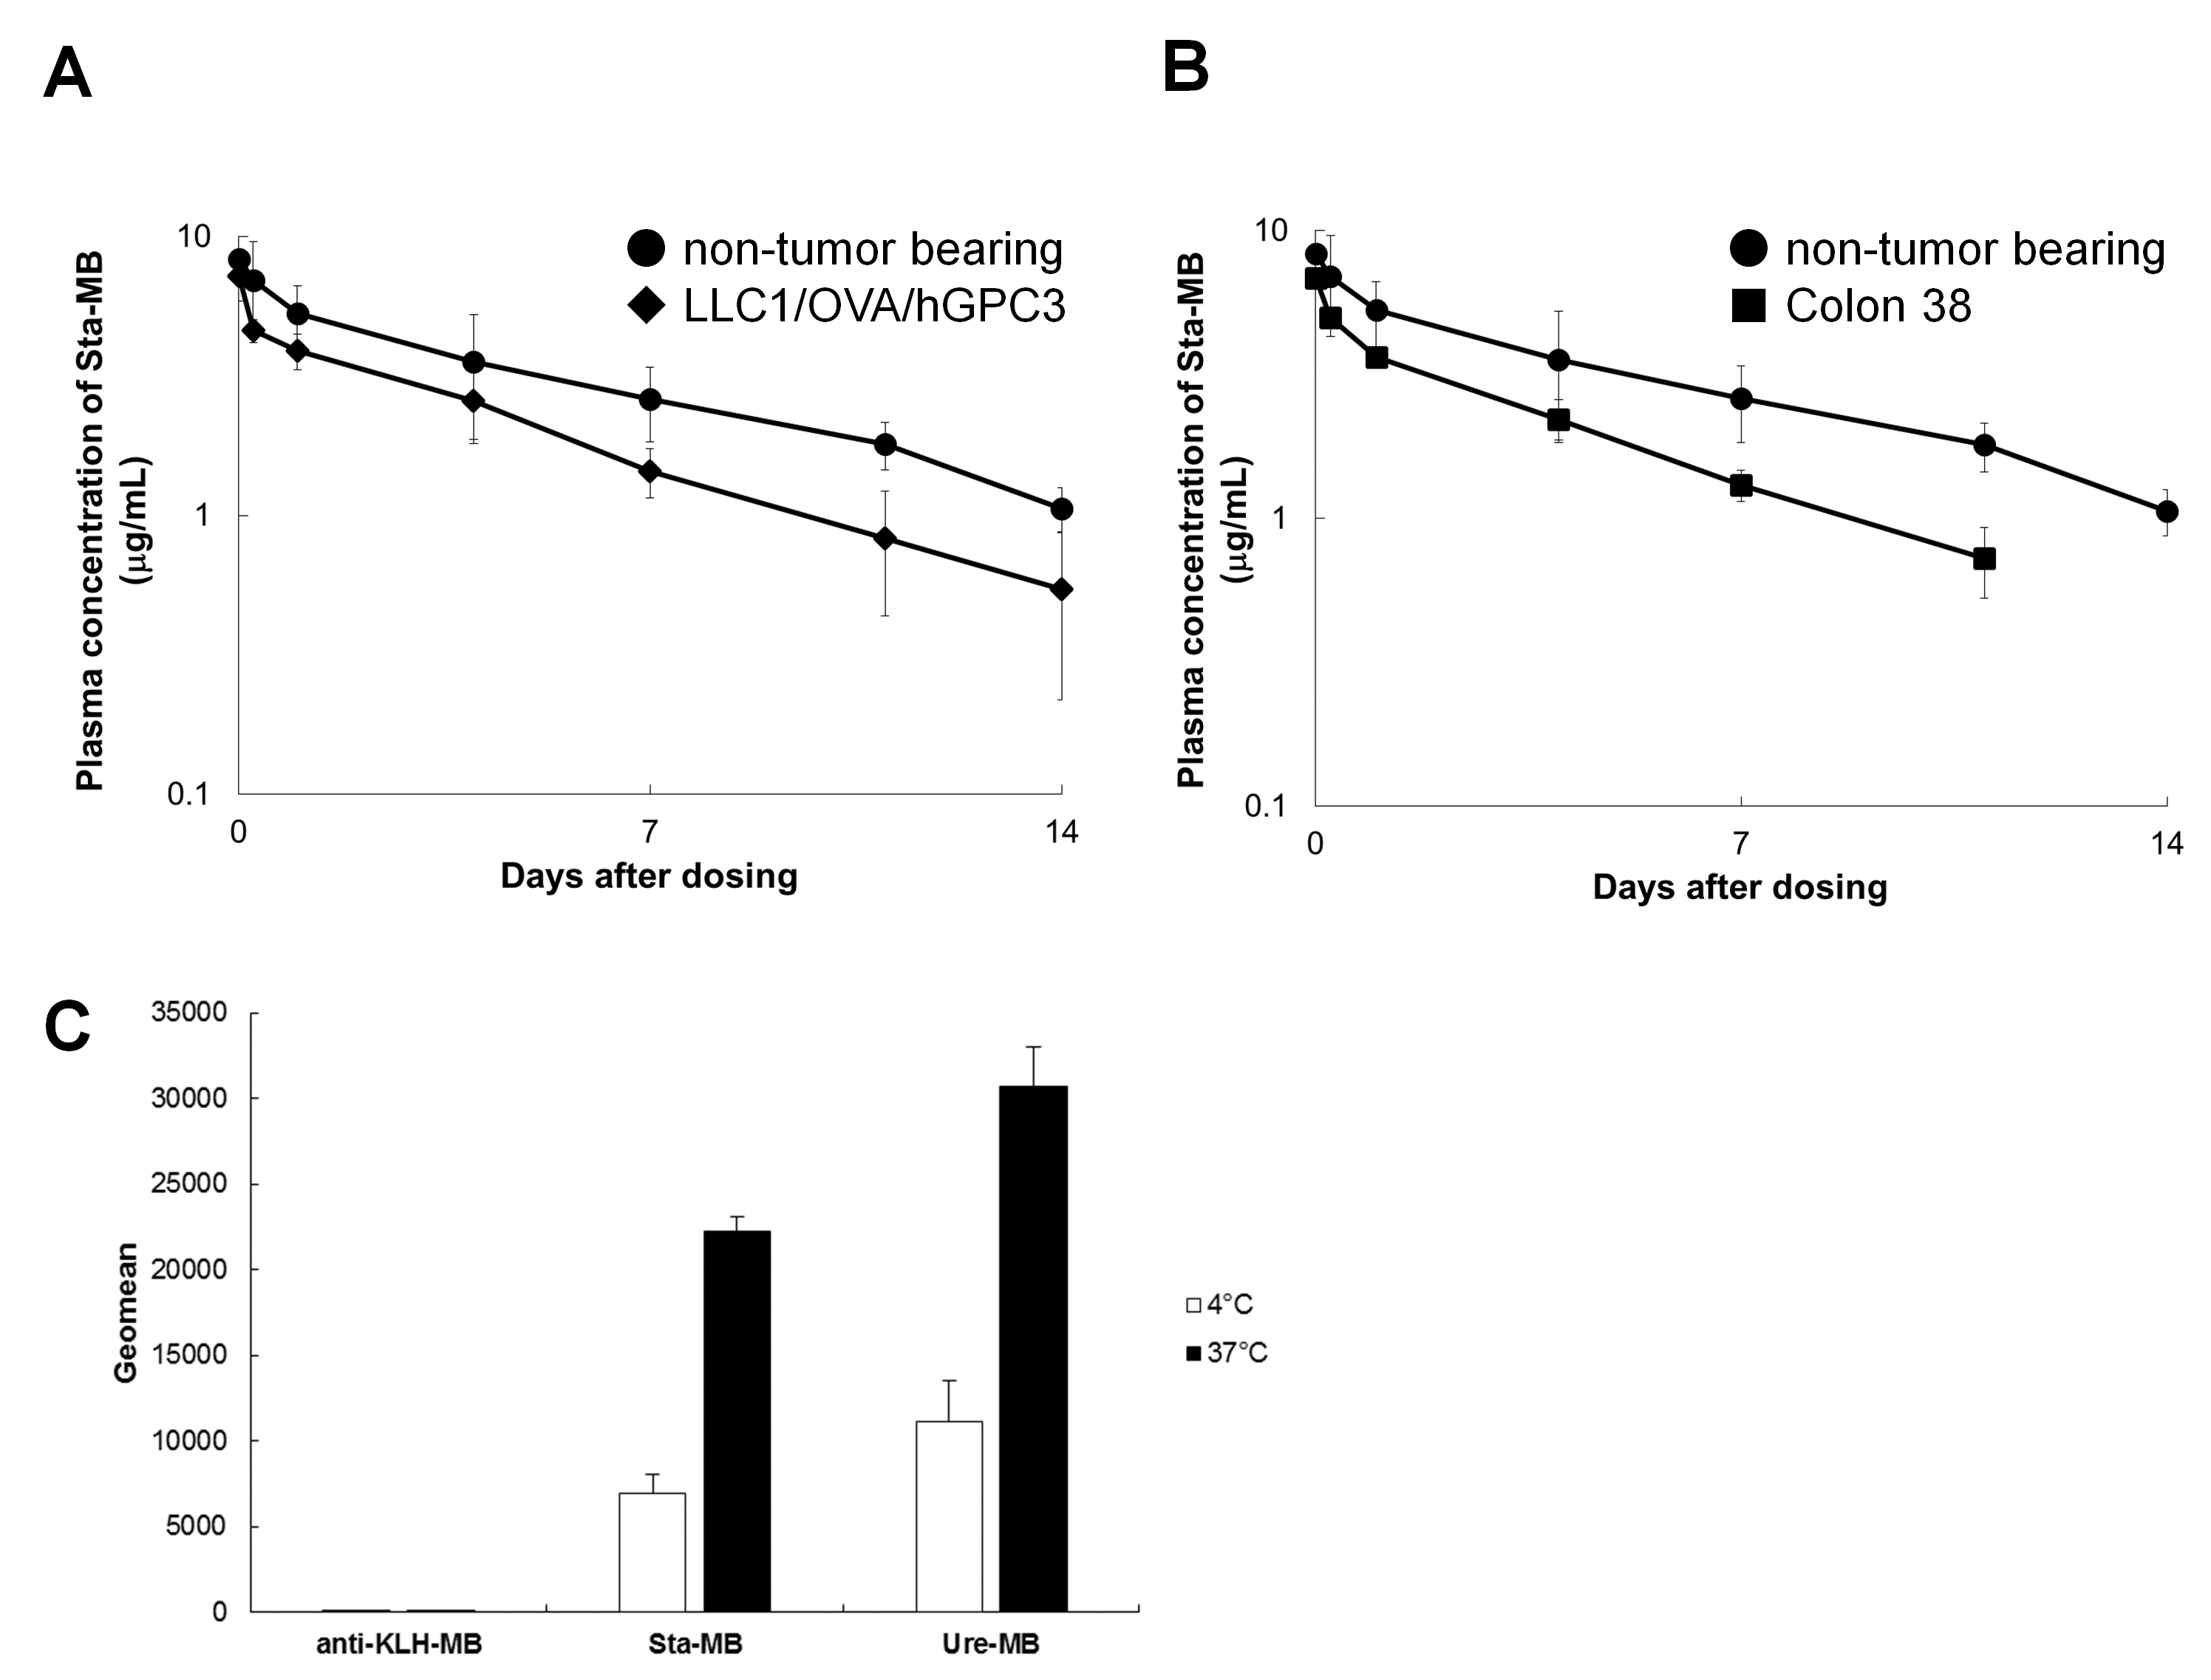 A
B
Plasma concentration of Sta-MB
(μg/mL)
10
1
0.1
non-tumor bearing
LLC1/OVA/hGPC3
0
7
14
Days after dosing
Plasma concentration of Sta-MB
(μg/mL)
10
1
0.1
non-tumor bearing
Colon 38
0
7
14
Days after dosing
C
Geomean
35000
30000
25000
20000
15000
10000
5000
0
anti-KLH-MB
Sta-MB
Ure-MB
4°C
37°C